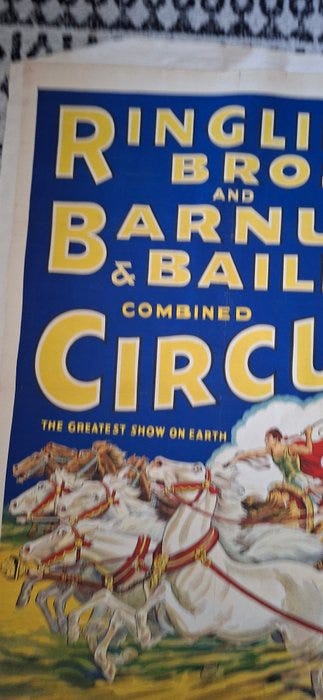 RINGLI
BRO
AND
BARNU
& BAIL
COMBINED
CIRCU
THE GREATEST SHOW ON EARTH